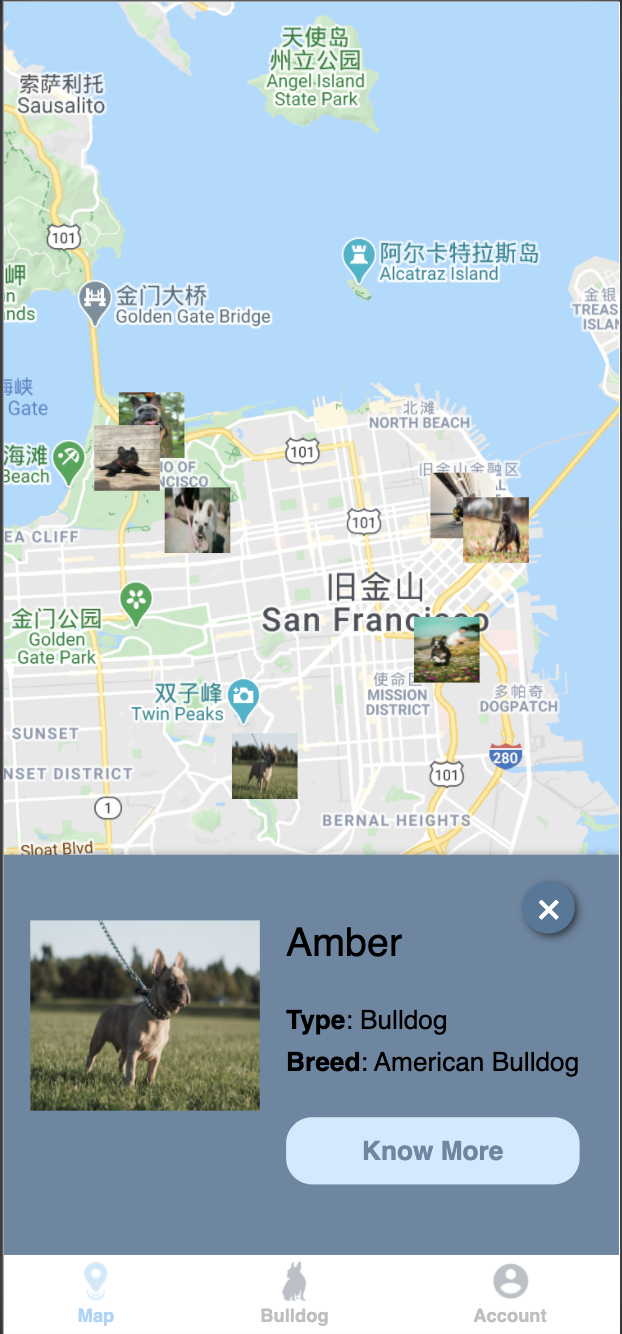 天使岛
州立公园
Angel Island
State Park
索萨利托
Sausalito
101
阿尔卡特拉斯岛
Alcatraz Island
岬
in
nds
金门大桥
Golden Gate Bridge
金银
TREAS
ISLAN
海峡
Gate
北滩
NORTH BEACH
海滩
Beach
101
IO OF
NCISCO
旧金山金融区
AL
101
EA CLIFF
旧金山
San Francisco
金门公园
Golden
Gate Park
双子峰
Twin Peaks
使命区
MISSION
DISTRICT
多帕奇
DOGPATCH
SUNSET
NSET DISTRICT
280
101
1
BERNAL HEIGHTS
Sloat Blvd
Amber
Type: Bulldog
Breed: American Bulldog
Know More
Map
Bulldog
Account